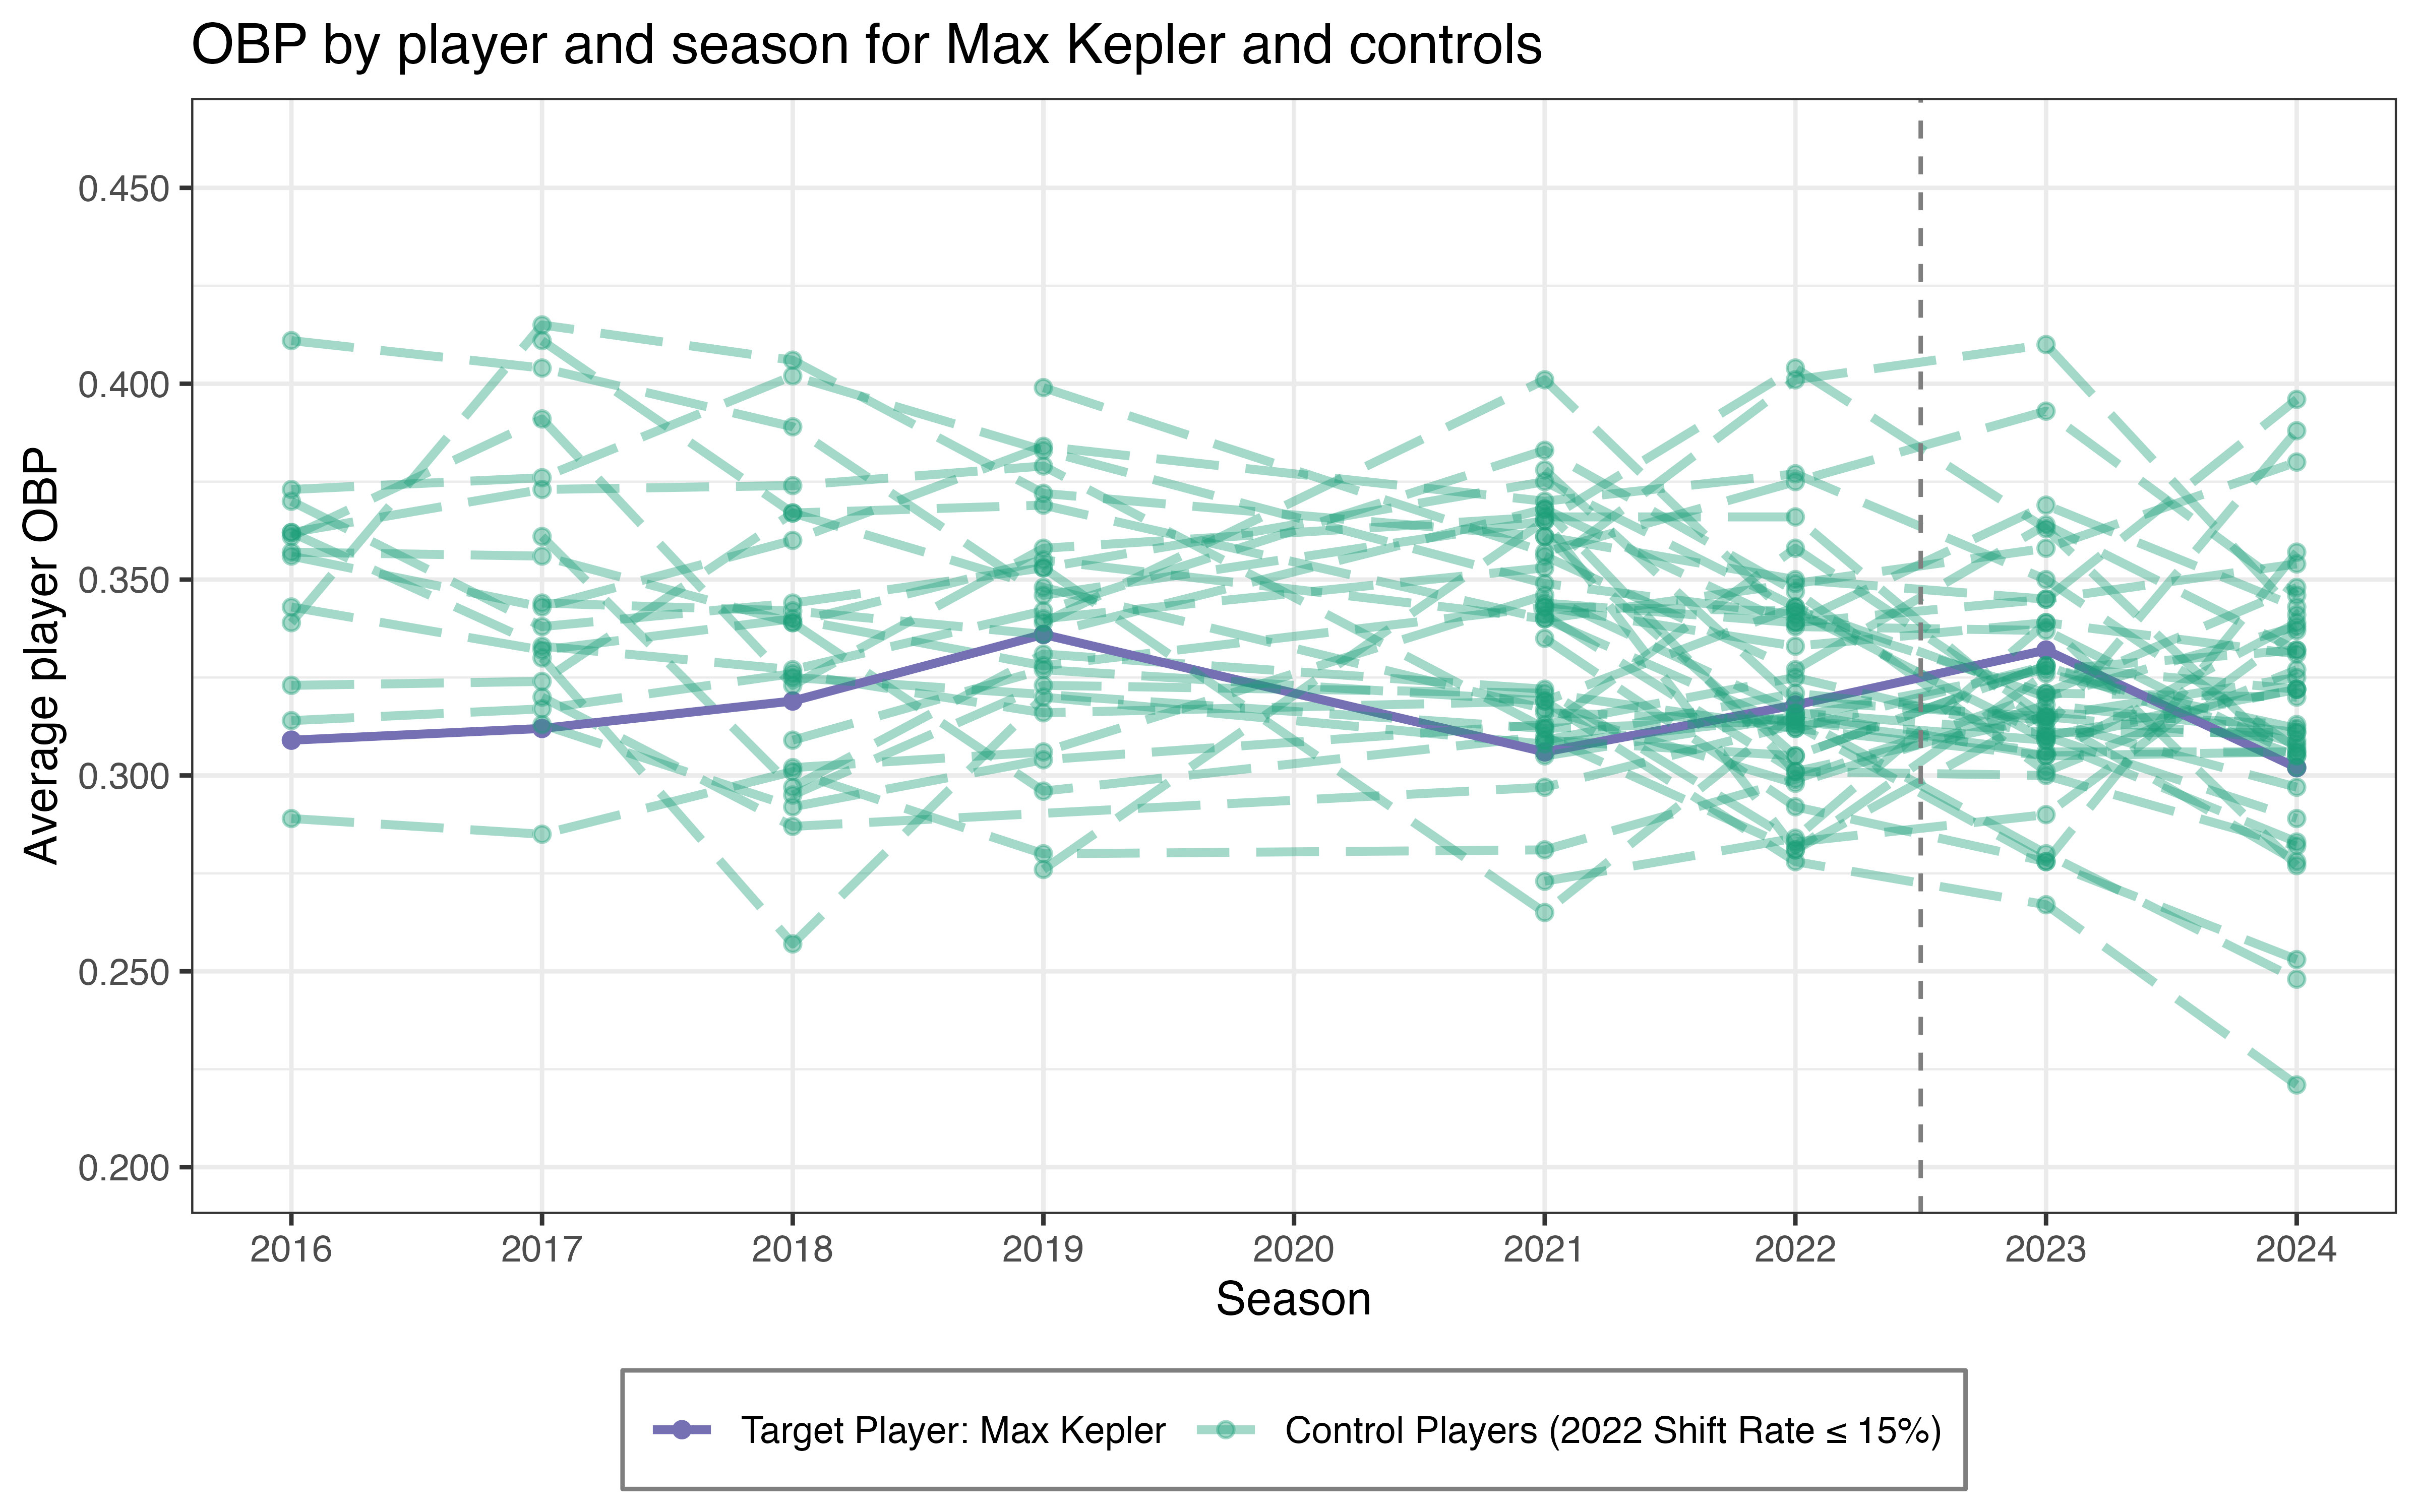 OBP by player and season for Max Kepler and controls
Average player OBP
0.450
0.400
0.350
0.300
0.250
0.200
2016 2017 2018 2019 2020 2021 2022 2023 2024
Season
Target Player: Max Kepler Control Players (2022 Shift Rate ≤ 15%)